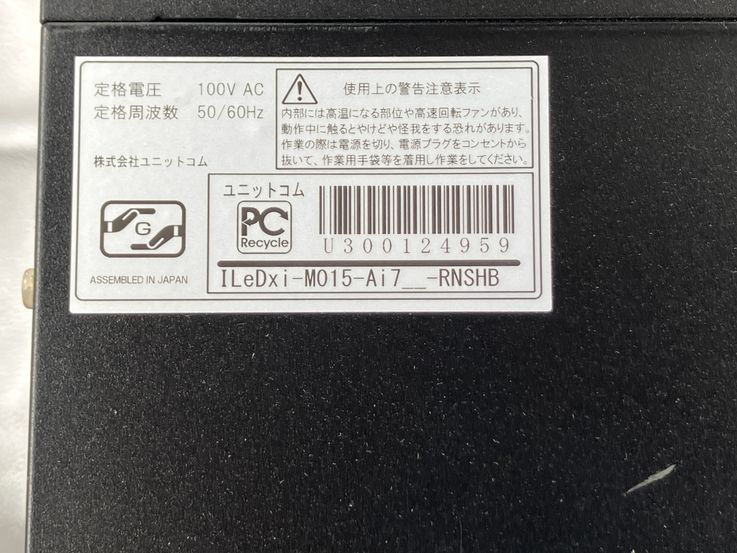 定格電圧 100V AC
定格周波数 50/60Hz
株式会社ユニットコム
G
ASSEMBLED IN JAPAN
使用上の警告注意表示
内部には高温になる部位や高速回転ファンがあり、
動作中に触るとやけどや怪我をする恐れがあります。
作業の際は電源を切り、電源プラグをコンセントから
抜いて、作業用手袋等を着用し作業をしてください。
ユニットコム
PC
Recycle
U300124959
ILeDxi-M015-Ai7__-RNSHB